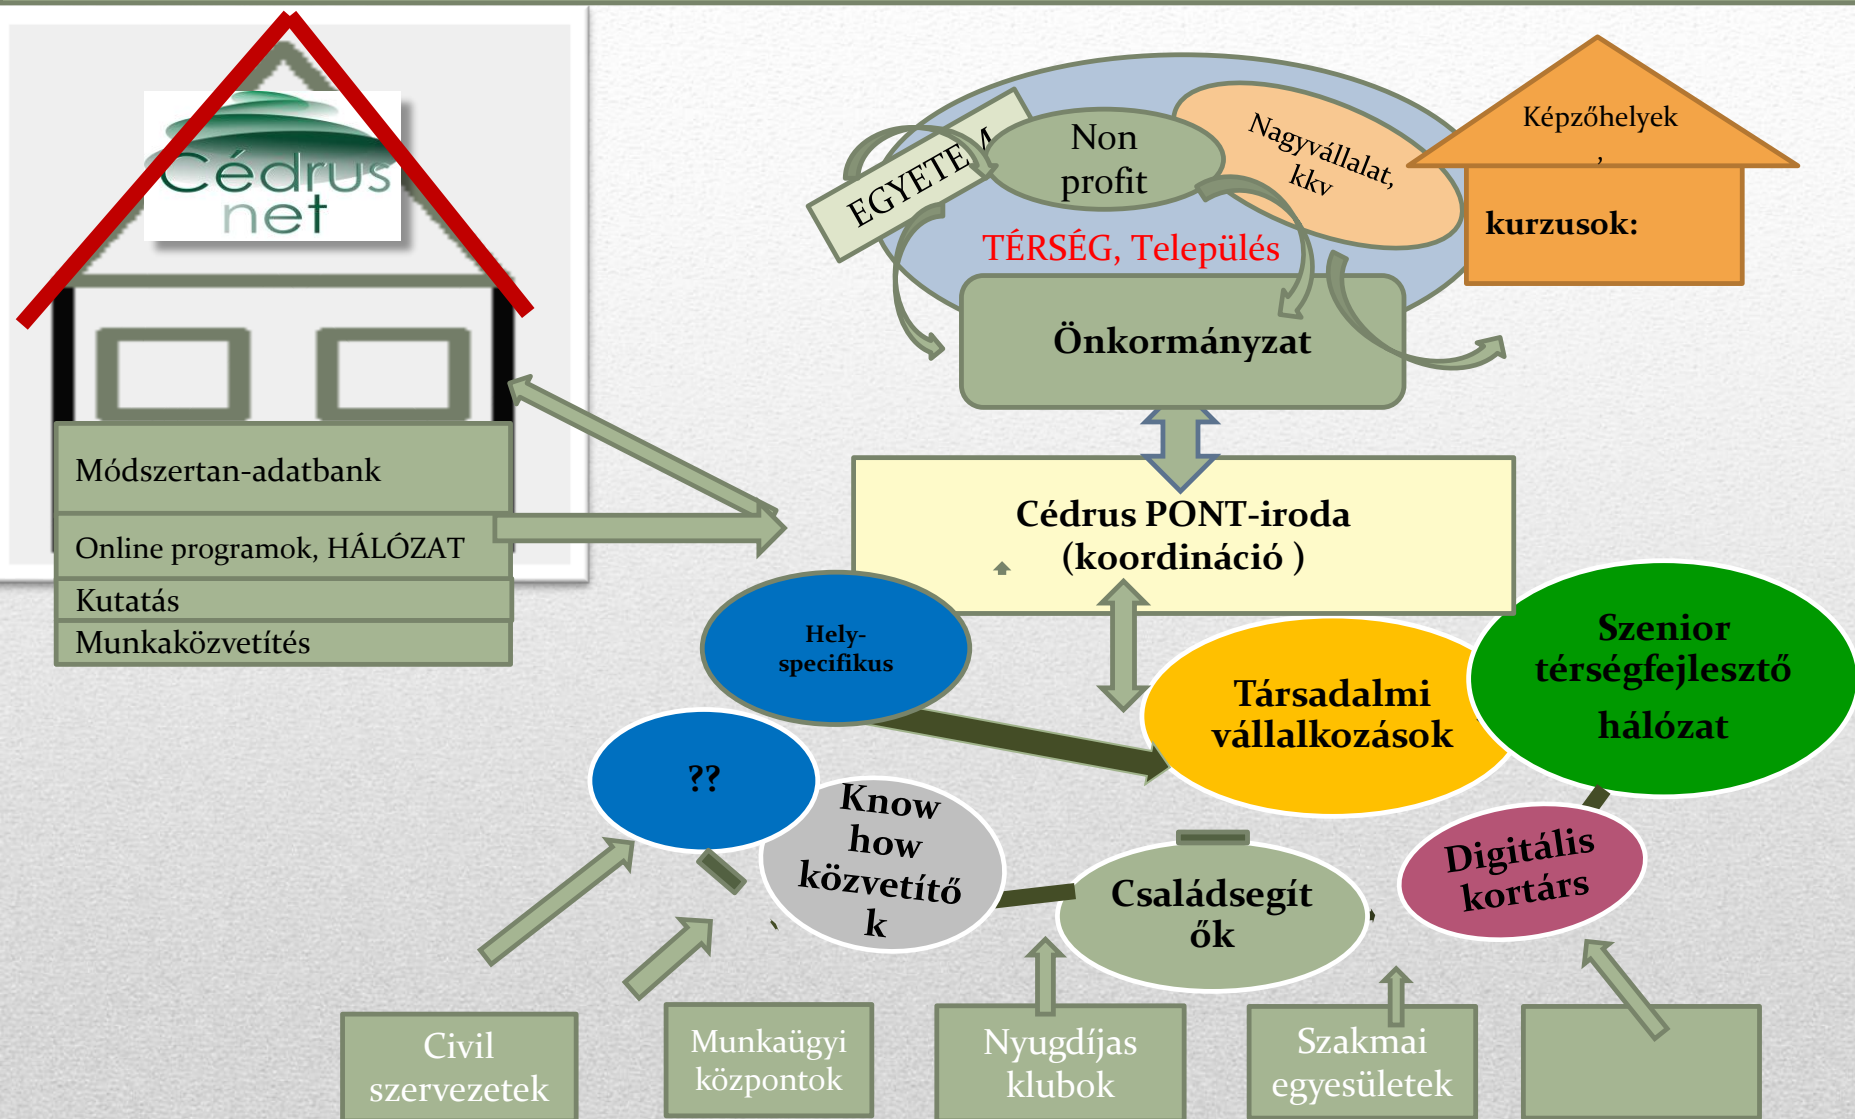 Cédrus
net
Módszertan-adatbank
Online programok, HÁLÓZAT
Kutatás
Munkaközvetítés
EGYETEM
Non
profit
Nagyvállalat,
kkv
TÉRSÉG, Település
Önkormányzat
Képzőhelyek
,
kurzusok:
Cédrus PONT-iroda
(koordináció )
Hely-
specifikus
??
Know
how
közvetítő
k
Társadalmi
vállalkozások
Szenior
térségfejlesztő
hálózat
Családsegít
ők
Digitális
kortárs
Civil
szervezetek
Munkaügyi
központok
Nyugdíjas
klubok
Szakmai
egyesületek